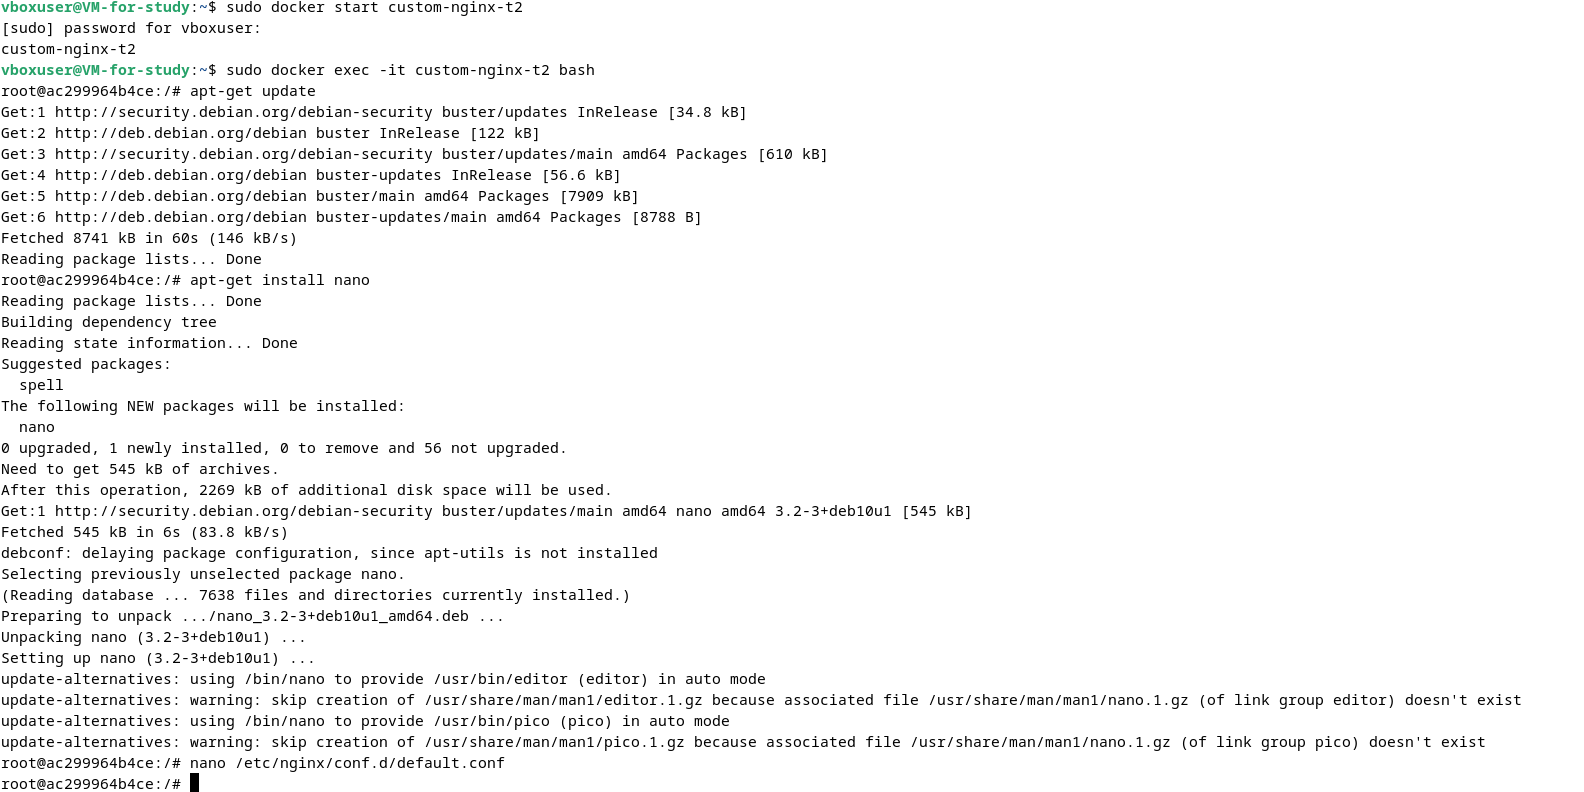 vboxuser@VM-for-study:~$ sudo docker start custom-nginx-t2
[sudo] password for vboxuser:
custom-nginx-t2
vboxuser@VM-for-study:~$ sudo docker exec -it custom-nginx-t2 bash
root@ac299964b4ce:/# apt-get update
Get:1 http://security.debian.org/debian-security buster/updates InRelease [34.8 kB]
Get:2 http://deb.debian.org/debian buster InRelease [122 kB]
Get:3 http://security.debian.org/debian-security buster/updates/main amd64 Packages [610 kB]
Get:4 http://deb.debian.org/debian buster-updates InRelease [56.6 kB]
Get:5 http://deb.debian.org/debian buster/main amd64 Packages [7909 kB]
Get:6 http://deb.debian.org/debian buster-updates/main amd64 Packages [8788 B]
Fetched 8741 kB in 60s (146 kB/s)
Reading package lists... Done
root@ac299964b4ce:/# apt-get install nano
Reading package lists... Done
Building dependency tree
Reading state information... Done
Suggested packages:
  spell
The following NEW packages will be installed:
  nano
0 upgraded, 1 newly installed, 0 to remove and 56 not upgraded.
Need to get 545 kB of archives.
After this operation, 2269 kB of additional disk space will be used.
Get:1 http://security.debian.org/debian-security buster/updates/main amd64 nano amd64 3.2-3+deb10u1 [545 kB]
Fetched 545 kB in 6s (83.8 kB/s)
debconf: delaying package configuration, since apt-utils is not installed
Selecting previously unselected package nano.
(Reading database ... 7638 files and directories currently installed.)
Preparing to unpack .../nano_3.2-3+deb10u1_amd64.deb ...
Unpacking nano (3.2-3+deb10u1) ...
Setting up nano (3.2-3+deb10u1) ...
update-alternatives: using /bin/nano to provide /usr/bin/editor (editor) in auto mode
update-alternatives: warning: skip creation of /usr/share/man/man1/editor.1.gz because associated file /usr/share/man/man1/nano.1.gz (of link group editor) doesn't exist
update-alternatives: using /bin/nano to provide /usr/bin/pico (pico) in auto mode
update-alternatives: warning: skip creation of /usr/share/man/man1/pico.1.gz because associated file /usr/share/man/man1/nano.1.gz (of link group pico) doesn't exist
root@ac299964b4ce:/# nano /etc/nginx/conf.d/default.conf
root@ac299964b4ce:/#